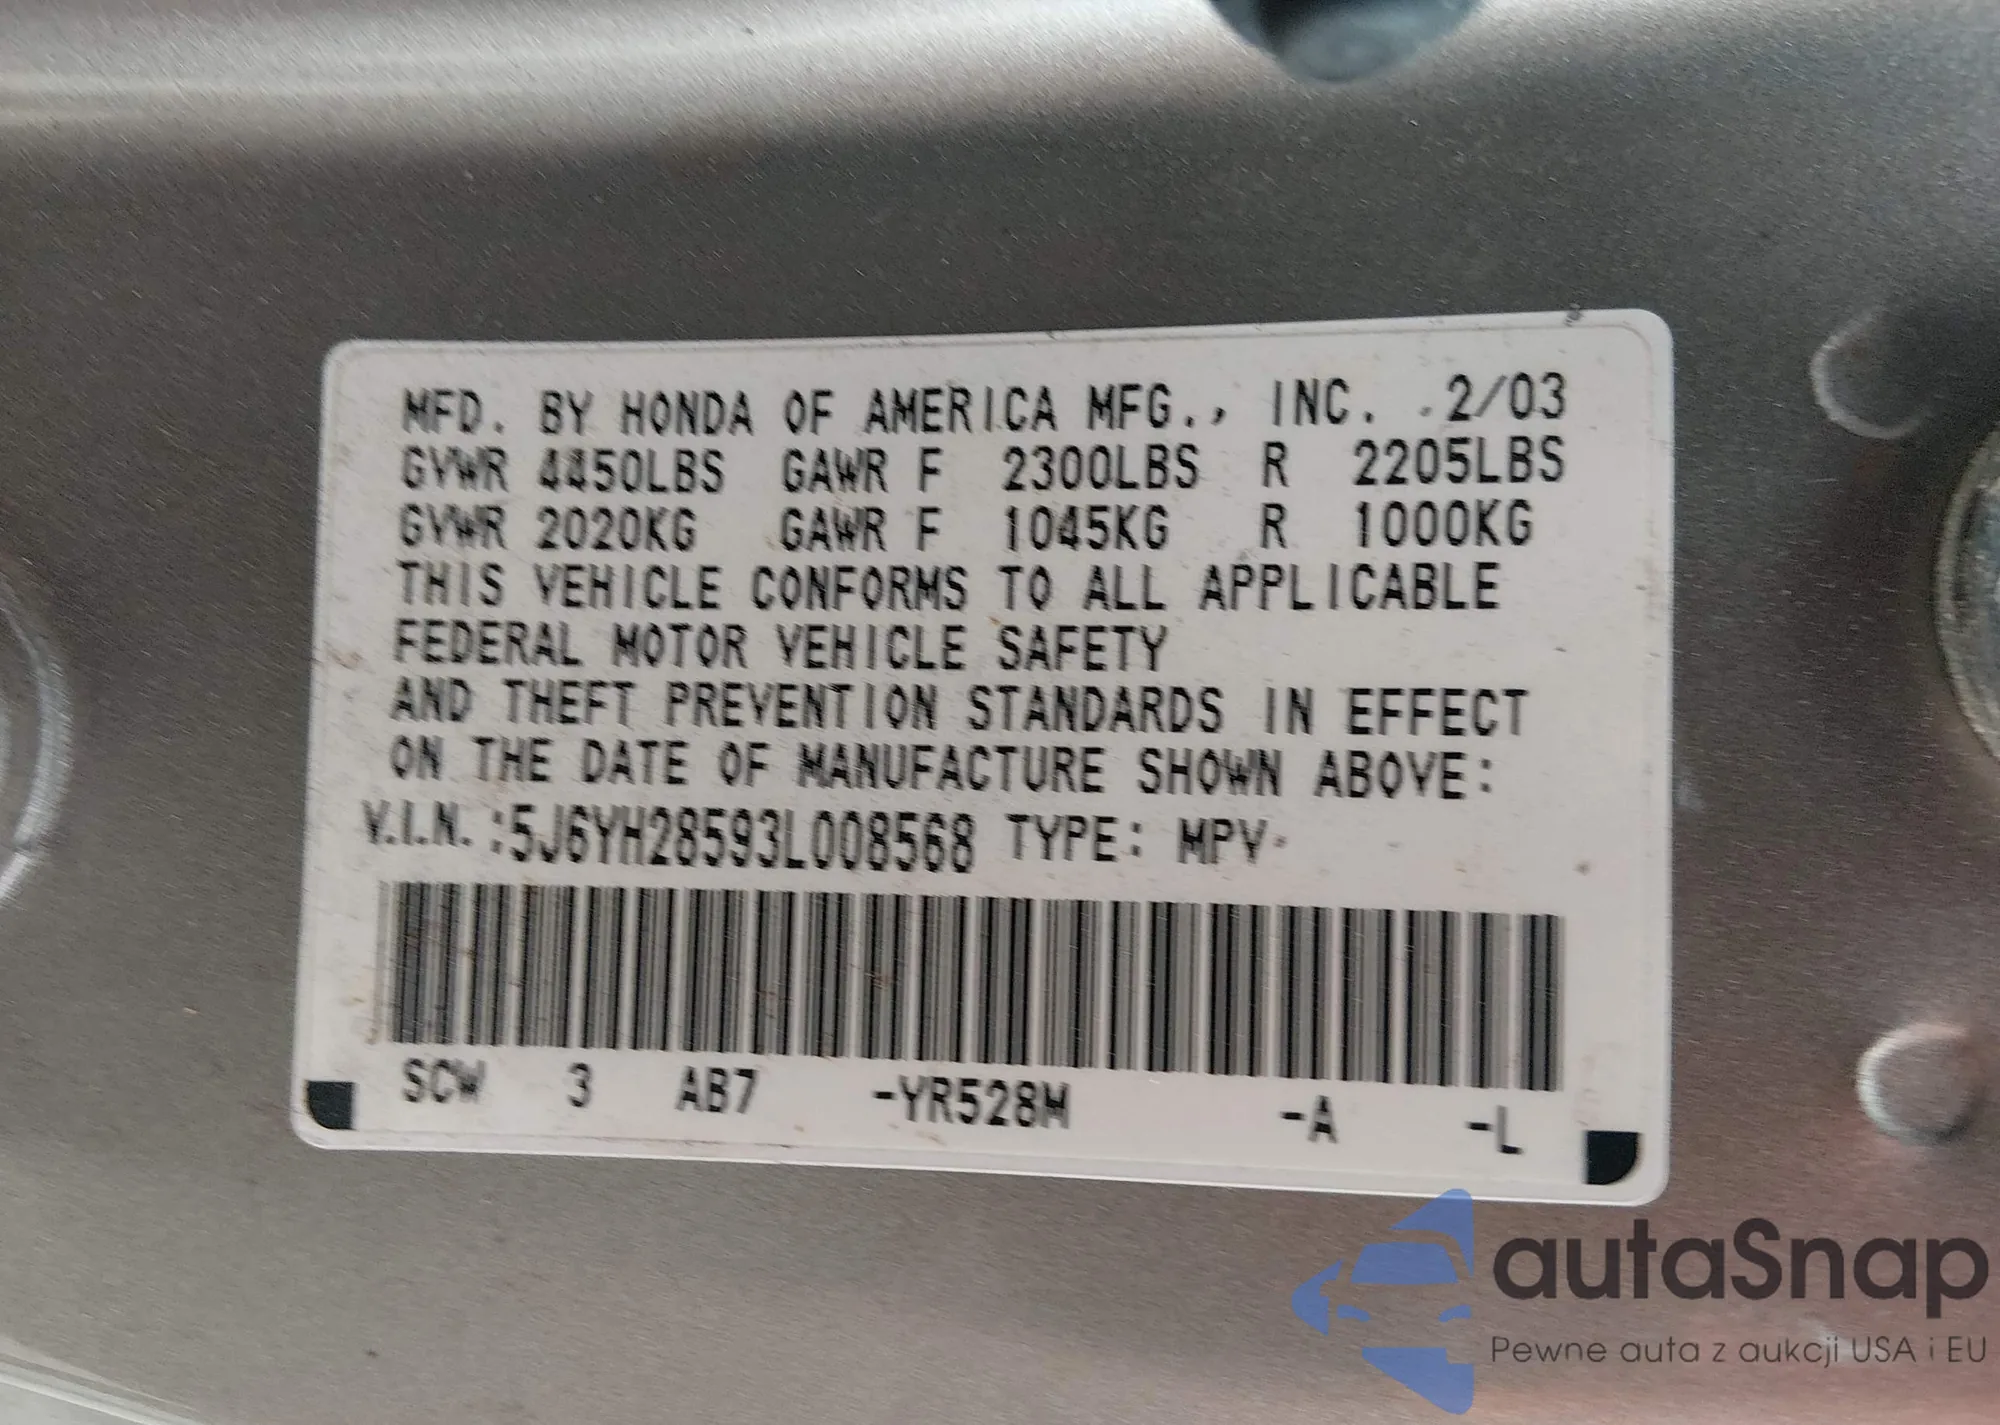 MFD. BY HONDA OF AMERICA MFG., INC. 2/03
GVWR 4450LBS GAWR F 2300LBS R 2205LBS
GVWR 2020KG GAWR F 1045KG R 1000KG
THIS VEHICLE CONFORMS TO ALL APPLICABLE
FEDERAL MOTOR VEHICLE SAFETY
AND THEFT PREVENTION STANDARDS IN EFFECT
ON THE DATE OF MANUFACTURE SHOWN ABOVE:
V.I.N.:5J6YH28593L008568 TYPE: MPV
SCW 3 AB7 -YR528M -A -L
autaSnap
Pewne auta z aukcji USA i EU